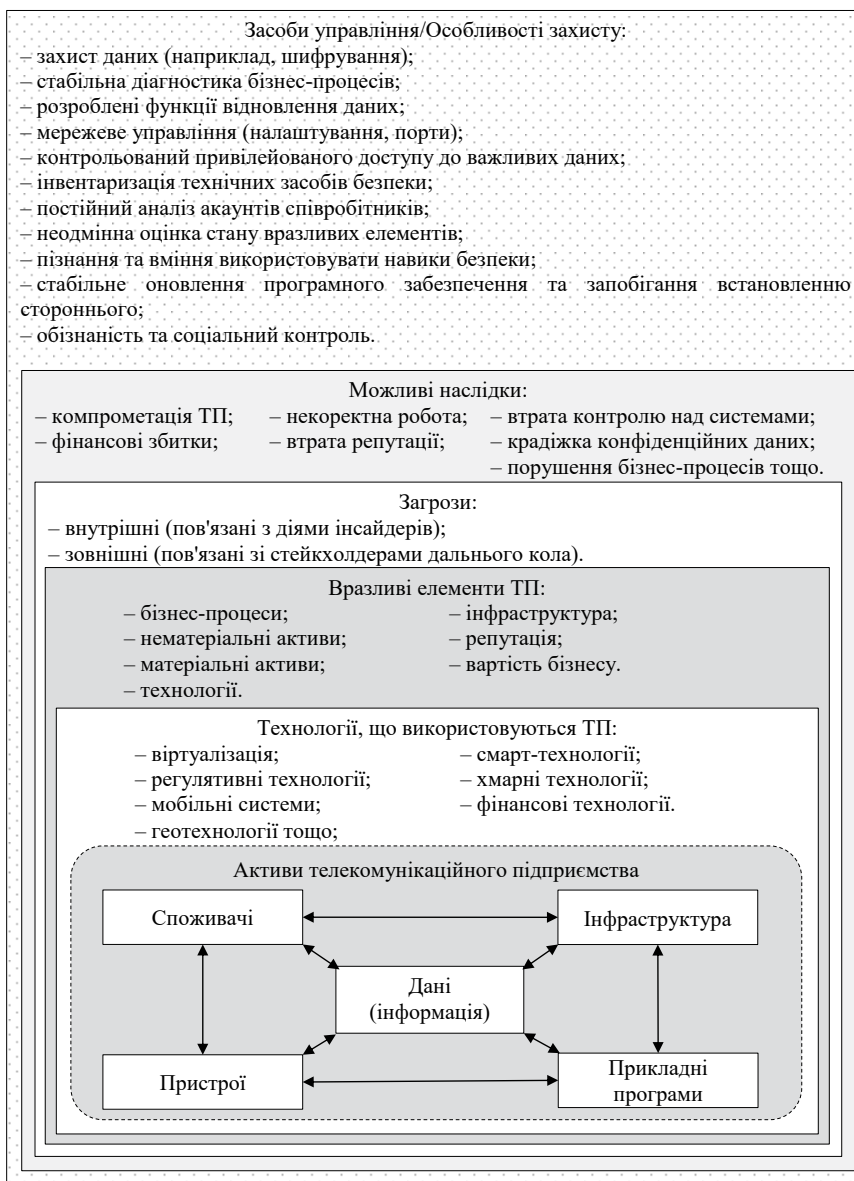 Засоби управління/Особливості захисту:
– захист даних (наприклад, шифрування);
– стабільна діагностика бізнес-процесів;
– розроблені функції відновлення даних;
– мережеве управління (налаштування, порти);
– контрольований привілейованого доступу до важливих даних;
– інвентаризація технічних засобів безпеки;
– постійний аналіз акаунтів співробітників;
– неодмінна оцінка стану вразливих елементів;
– пізнання та вміння використовувати навики безпеки;
– стабільне оновлення програмного забезпечення та запобігання встановленню
стороннього;
– обізнаність та соціальний контроль.
Можливі наслідки:
– компрометація ТП; – некоректна робота; – втрата контролю над системами;
– фінансові збитки; – втрата репутації; – крадіжка конфіденційних даних;
– порушення бізнес-процесів тощо.
Загрози:
– внутрішні (пов'язані з діями інсайдерів);
– зовнішні (пов'язані зі стейкхолдерами дальнього кола).
Вразливі елементи ТП:
– бізнес-процеси; – інфраструктура;
– нематеріальні активи; – репутація;
– матеріальні активи; – вартість бізнесу.
– технології.
Технології, що використовуються ТП:
– віртуалізація; – смарт-технології;
– регулятивні технології; – хмарні технології;
– мобільні системи; – фінансові технології.
– геотехнології тощо;
Активи телекомунікаційного підприємства
Споживачі Інфраструктура
Дані
(інформація)
Пристрої Прикладні
програми